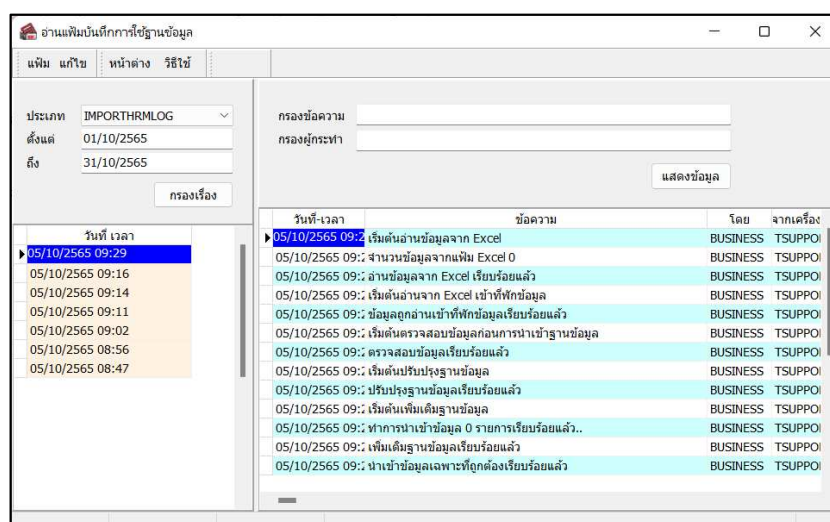 อ่านแฟ้มบันทึกการใช้ฐานข้อมูล
แฟ้ม แก้ไข หน้าต่าง วิธีใช้
ประเภท IMPORTHRMLOG
ตั้งแต่ 01/10/2565
ถึง 31/10/2565
กรองเรื่อง
กรองข้อความ
กรองผู้กระทำ
แสดงข้อมูล
วันที่ เวลา
05/10/2565 09:29
05/10/2565 09:16
05/10/2565 09:14
05/10/2565 09:11
05/10/2565 09:02
05/10/2565 08:56
05/10/2565 08:47
วันที่-เวลา ข้อความ โดย จากเครื่อง
05/10/2565 09:2 เริ่มต้นอ่านข้อมูลจาก Excel BUSINESS TSUPPO
05/10/2565 09:2 จำนวนข้อมูลจากแฟ้ม Excel 0 BUSINESS TSUPPO
05/10/2565 09:2 อ่านข้อมูลจาก Excel เรียบร้อยแล้ว BUSINESS TSUPPO
05/10/2565 09:2 เริ่มต้นอ่านจาก Excel เข้าที่พักข้อมูล BUSINESS TSUPPO
05/10/2565 09:2 ข้อมูลถูกอ่านเข้าที่พักข้อมูลเรียบร้อยแล้ว BUSINESS TSUPPO
05/10/2565 09:2 เริ่มต้นตรวจสอบข้อมูลก่อนการนำเข้าฐานข้อมูล BUSINESS TSUPPO
05/10/2565 09:2 ตรวจสอบข้อมูลเรียบร้อยแล้ว BUSINESS TSUPPO
05/10/2565 09:2 เริ่มต้นปรับปรุงฐานข้อมูล BUSINESS TSUPPO
05/10/2565 09:2 ปรับปรุงฐานข้อมูลเรียบร้อยแล้ว BUSINESS TSUPPO
05/10/2565 09:2 เริ่มต้นเพิ่มเติมฐานข้อมูล BUSINESS TSUPPO
05/10/2565 09:2 ทำการนำเข้าข้อมูล 0 รายการเรียบร้อยแล้ว.. BUSINESS TSUPPO
05/10/2565 09:2 เพิ่มเติมฐานข้อมูลเรียบร้อยแล้ว BUSINESS TSUPPO
05/10/2565 09:2 นำเข้าข้อมูลเฉพาะที่ถูกต้องเรียบร้อยแล้ว BUSINESS TSUPPO